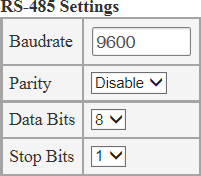 RS-485 Settings
Baudrate 9600
Parity Disable
Data Bits 8
Stop Bits 1